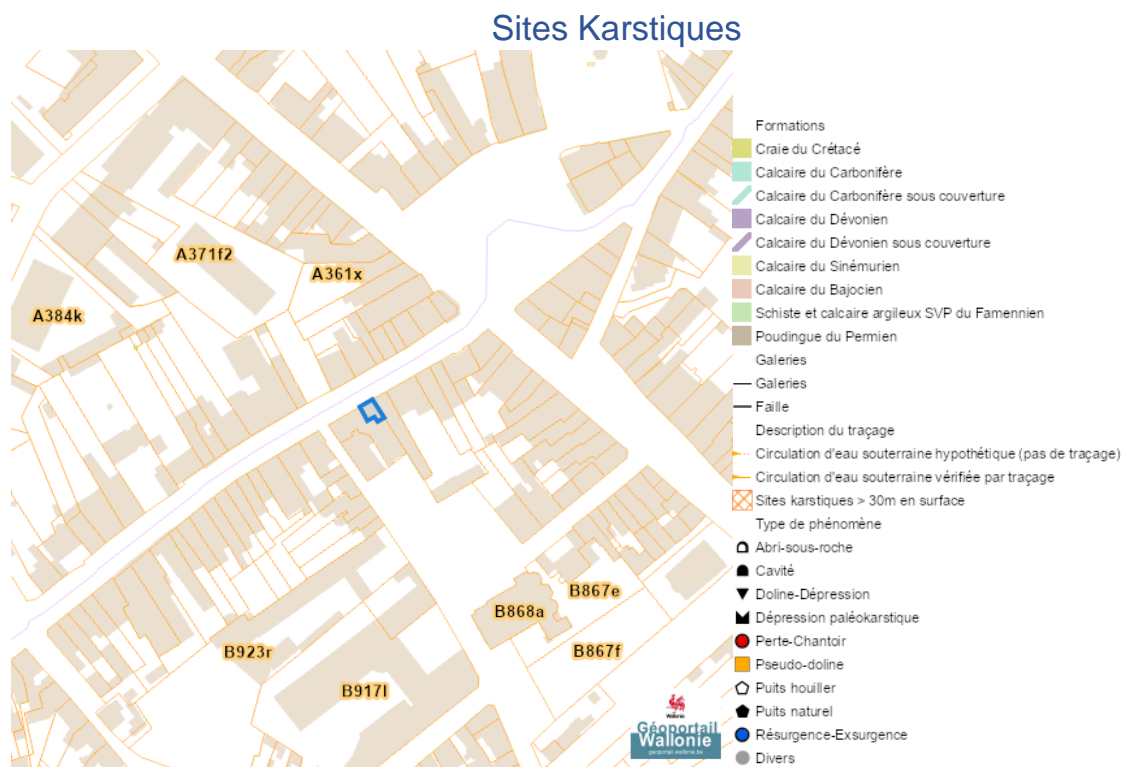 Sites Karstiques
A371f2
A361x
A384k
B867e
B868a
B923r
B867f
B917l
Wallonie
Géoportail
Wallonie
geoportail.wallonie.be
Formations
Craie du Crétacé
Calcaire du Carbonifère
Calcaire du Carbonifère sous couverture
Calcaire du Dévonien
Calcaire du Dévonien sous couverture
Calcaire du Sinémurien
Calcaire du Bajocien
Schiste et calcaire argileux SVP du Famennien
Poudingue du Permien
Galeries
Galeries
Faille
Description du traçage
Circulation d'eau souterraine hypothétique (pas de traçage)
Circulation d'eau souterraine vérifiée par traçage
Sites karstiques > 30m en surface
Type de phénomène
Abri-sous-roche
Cavité
Doline-Dépression
Dépression paléokarstique
Perte-Chantoir
Pseudo-doline
Puits houiller
Puits naturel
Résurgence-Exsurgence
Divers